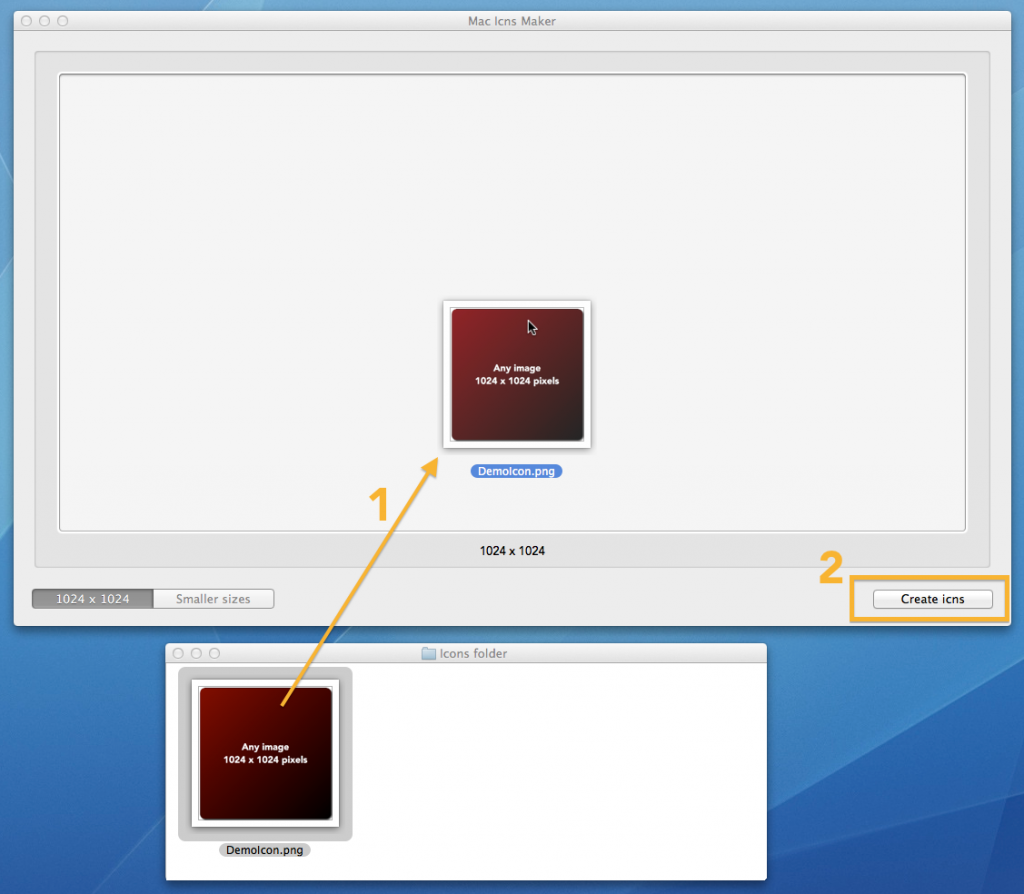 Mac Icns Maker
Any image
1024 x 1024 pixels
DemoIcon.png
1
1024 x 1024
2
1024 x 1024
Smaller sizes
Create icns
Icons folder
Any image
1024 x 1024 pixels
DemoIcon.png